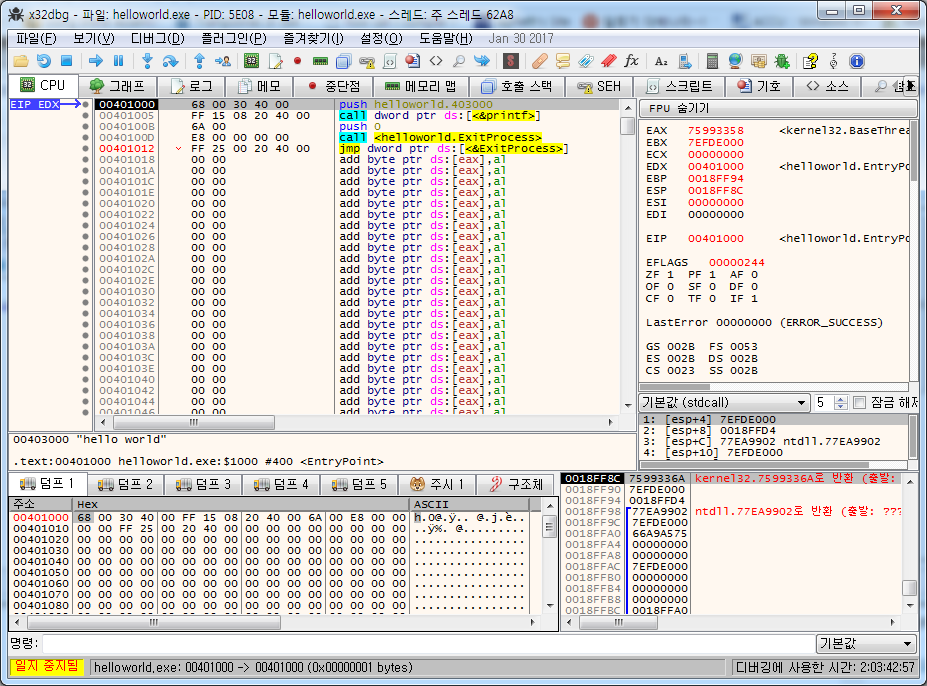 x32dbg - 파일: helloworld.exe - PID: 5E08 - 모듈: helloworld.exe - 스레드: 주 스레드 62A8
파일(F) 보기(V) 디버그(D) 플러그인(P) 즐겨찾기(I) 설정(O) 도움말(H) Jan 30 2017
CPU 그래프 로그 메모 중단점 메모리 맵 호출 스택 SEH 스크립트 기호 소스
EIP EDX 00401000 68 00 30 40 00 push helloworld.403000
00401005 FF 15 08 20 40 00 call dword ptr ds:[<&printf>]
0040100B 6A 00 push 0
0040100D E8 00 00 00 00 call <helloworld.ExitProcess>
00401012 FF 25 00 20 40 00 jmp dword ptr ds:[<&ExitProcess>]
00401018 00 00 add byte ptr ds:[eax],al
0040101A 00 00 add byte ptr ds:[eax],al
0040101C 00 00 add byte ptr ds:[eax],al
0040101E 00 00 add byte ptr ds:[eax],al
00401020 00 00 add byte ptr ds:[eax],al
00401022 00 00 add byte ptr ds:[eax],al
00401024 00 00 add byte ptr ds:[eax],al
00401026 00 00 add byte ptr ds:[eax],al
00401028 00 00 add byte ptr ds:[eax],al
0040102A 00 00 add byte ptr ds:[eax],al
0040102C 00 00 add byte ptr ds:[eax],al
0040102E 00 00 add byte ptr ds:[eax],al
00401030 00 00 add byte ptr ds:[eax],al
00401032 00 00 add byte ptr ds:[eax],al
00401034 00 00 add byte ptr ds:[eax],al
00401036 00 00 add byte ptr ds:[eax],al
00401038 00 00 add byte ptr ds:[eax],al
0040103A 00 00 add byte ptr ds:[eax],al
0040103C 00 00 add byte ptr ds:[eax],al
0040103E 00 00 add byte ptr ds:[eax],al
00401040 00 00 add byte ptr ds:[eax],al
00401042 00 00 add byte ptr ds:[eax],al
00401044 00 00 add byte ptr ds:[eax],al
00401046 00 00 add byte ptr ds:[eax],al
FPU 숨기기
EAX 75993358 <kernel32.BaseThrea
EBX 7EFDE000
ECX 00000000
EDX 00401000 <helloworld.EntryPo
EBP 0018FF94
ESP 0018FF8C
ESI 00000000
EDI 00000000
EIP 00401000 <helloworld.EntryPo
EFLAGS 00000244
ZF 1 PF 1 AF 0
OF 0 SF 0 DF 0
CF 0 TF 0 IF 1
LastError 00000000 (ERROR_SUCCESS)
GS 002B FS 0053
ES 002B DS 002B
CS 0023 SS 002B
기본값 (stdcall) 5 잠금 해제
1: [esp+4] 7EFDE000
2: [esp+8] 0018FFD4
3: [esp+C] 77EA9902 ntdll.77EA9902
4: [esp+10] 7EFDE000
00403000 "hello world"
.text:00401000 helloworld.exe:$1000 #400 <EntryPoint>
덤프 1 덤프 2 덤프 3 덤프 4 덤프 5 주시 1 구조체
주소 Hex ASCII
00401000 68 00 30 40 00 FF 15 08 20 40 00 6A 00 E8 00 00 h.0@.ÿ.. @.j.è..
00401010 00 00 FF 25 00 20 40 00 00 00 00 00 00 00 00 00 ..ÿ%. @.........
00401020 00 00 00 00 00 00 00 00 00 00 00 00 00 00 00 00 ................
00401030 00 00 00 00 00 00 00 00 00 00 00 00 00 00 00 00 ................
00401040 00 00 00 00 00 00 00 00 00 00 00 00 00 00 00 00 ................
00401050 00 00 00 00 00 00 00 00 00 00 00 00 00 00 00 00 ................
00401060 00 00 00 00 00 00 00 00 00 00 00 00 00 00 00 00 ................
00401070 00 00 00 00 00 00 00 00 00 00 00 00 00 00 00 00 ................
00401080 00 00 00 00 00 00 00 00 00 00 00 00 00 00 00 00 ................
0018FF8C 7599336A kernel32.7599336A로 반환 (출발:
0018FF90 7EFDE000
0018FF94 0018FFD4
0018FF98 77EA9902 ntdll.77EA9902로 반환 (출발: ???
0018FF9C 7EFDE000
0018FFA0 66A9A575
0018FFA4 00000000
0018FFA8 00000000
0018FFAC 7EFDE000
0018FFB0 00000000
0018FFB4 00000000
0018FFB8 00000000
0018FFBC 0018FFA0
명령: 기본값
일지 중지됨 helloworld.exe: 00401000 -> 00401000 (0x00000001 bytes) 디버깅에 사용한 시간: 2:03:42:57